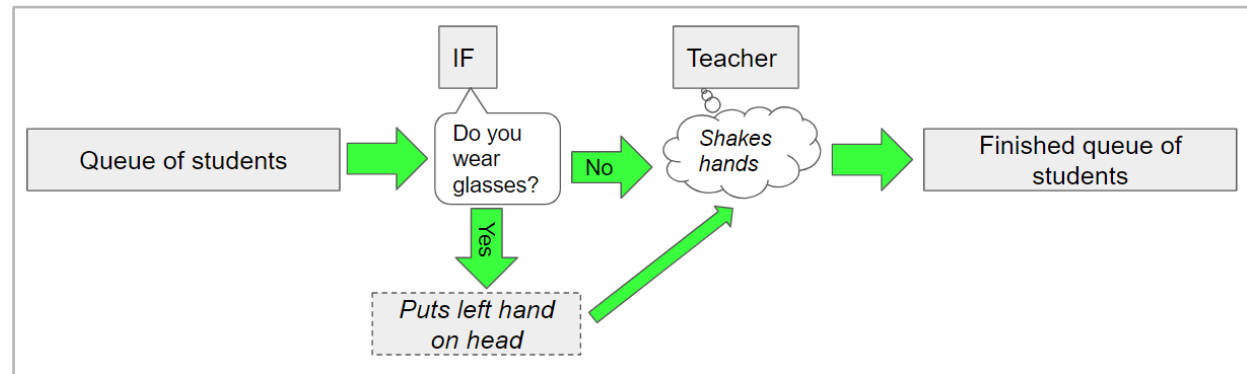 IF
Teacher
Queue of students
Do you
wear
glasses?
No
Shakes
hands
Finished queue of
students
Yes
Puts left hand
on head